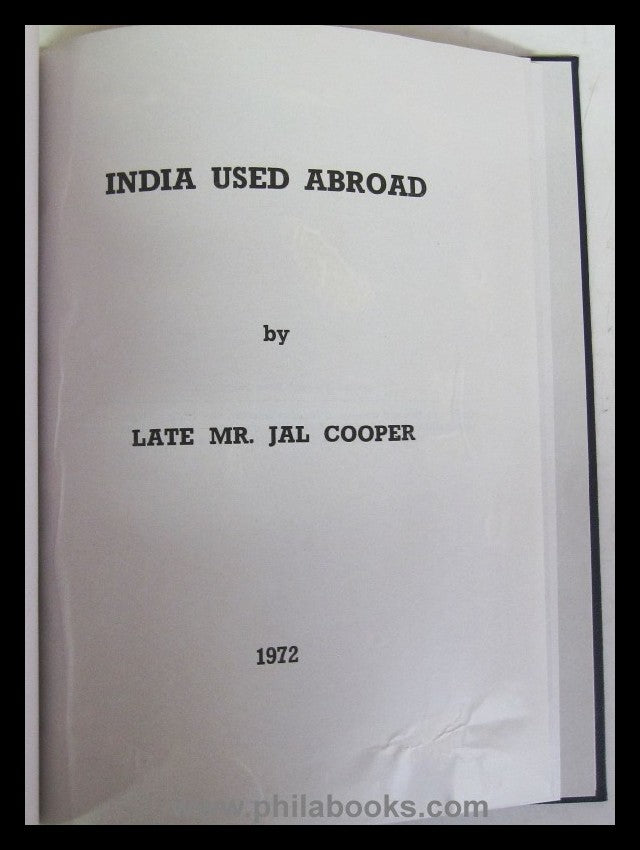 INDIA USED ABROAD
by
LATE MR. JAL COOPER
1972
www.philabooks.com